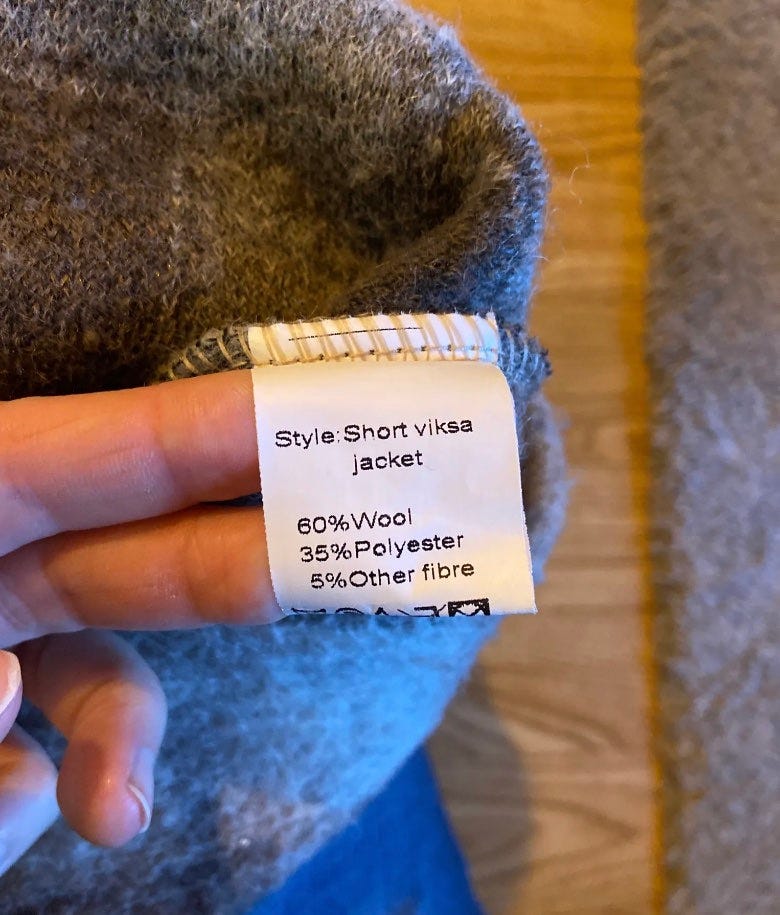 Style:Short viksa
jacket
60%Wool
35%Polyester
5%Other fibre